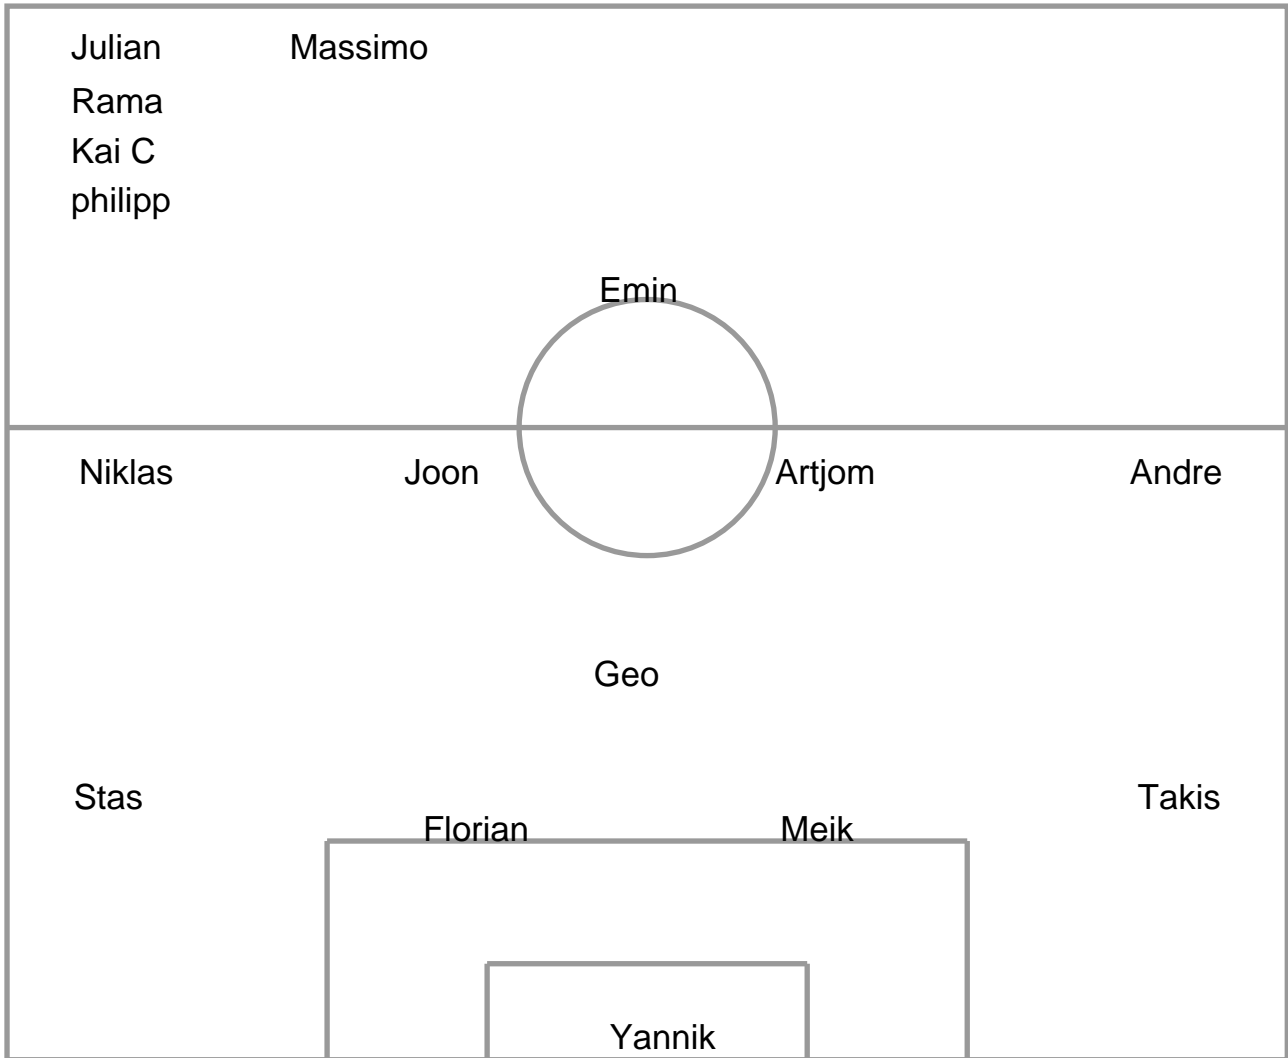 Julian Massimo
Rama
Kai C
philipp
Emin
Niklas Joon Artjom Andre
Geo
Stas Takis
Florian Meik
Yannik